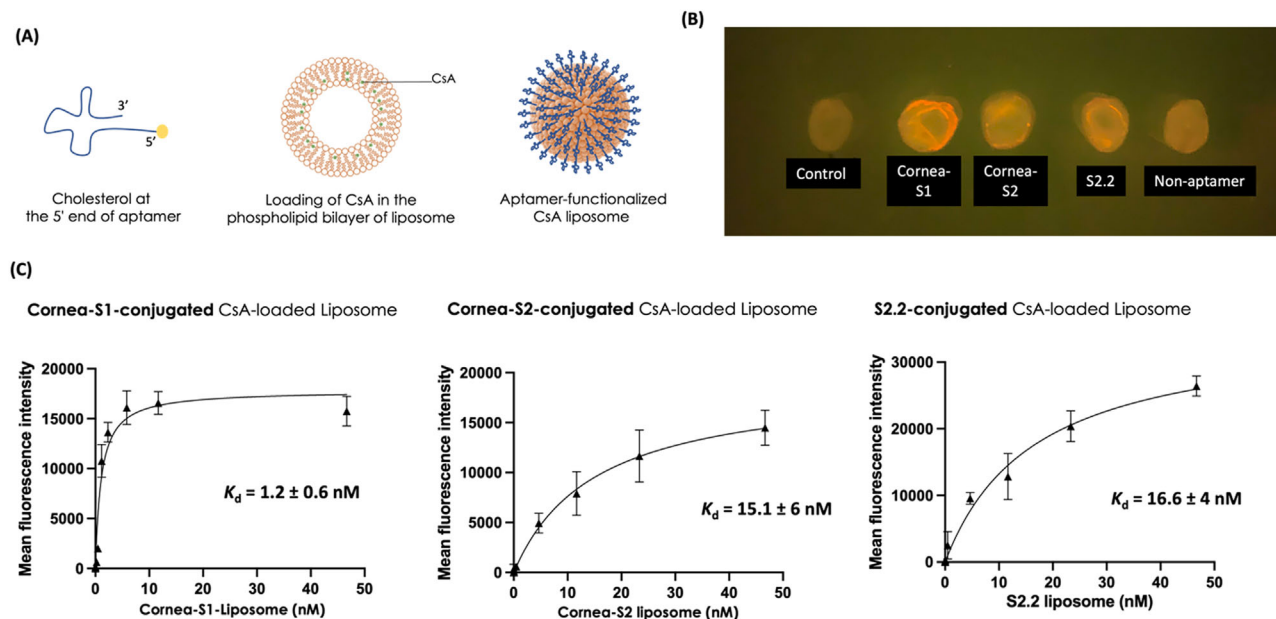 (A)
3'
5'
Cholesterol at
the 5' end of aptamer
CsA
Loading of CsA in the
phospholipid bilayer of liposome
Aptamer-functionalized
CsA liposome
(B)
Control
Cornea-
S1
Cornea-
S2
S2.2
Non-aptamer
(C)
Cornea-S1-conjugated CsA-loaded Liposome
Mean fluorescence intensity
20000
15000
10000
5000
0
Kd = 1.2 ± 0.6 nM
0 10 20 30 40 50
Cornea-S1-Liposome (nM)
Cornea-S2-conjugated CsA-loaded Liposome
Mean fluorescence intensity
20000
15000
10000
5000
0
Kd = 15.1 ± 6 nM
0 10 20 30 40 50
Cornea-S2 liposome (nM)
S2.2-conjugated CsA-loaded Liposome
Mean fluorescence intensity
30000
20000
10000
0
Kd = 16.6 ± 4 nM
0 10 20 30 40 50
S2.2 liposome (nM)